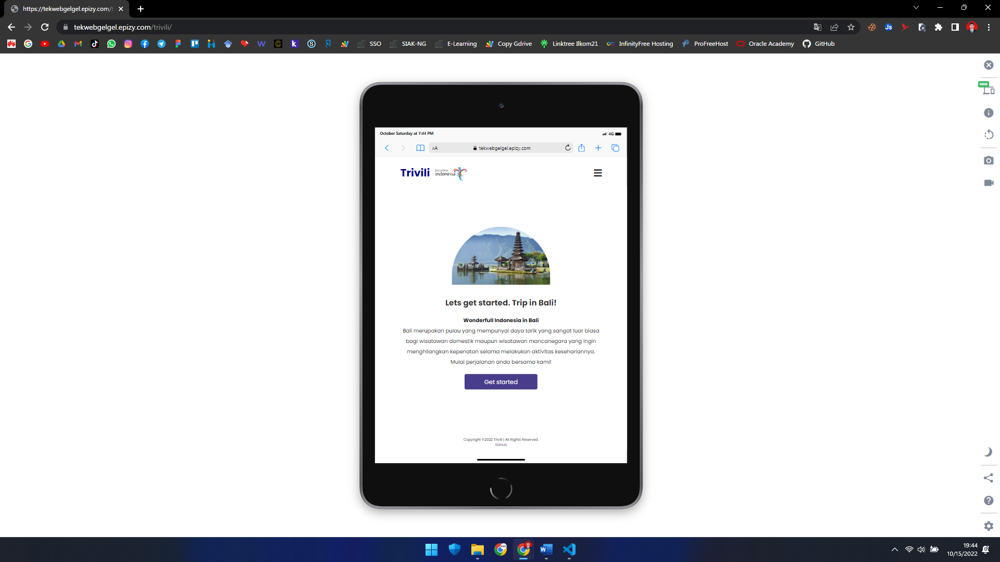 https://tekwebgelgel.epizy.com/t
tekwebgelgel.epizy.com/trivili/
SSO
SIAK-NG
E-Learning
Copy Gdrive
Linktree Ilkom21
InfinityFree Hosting
ProFreeHost
Oracle Academy
GitHub
NEW
October Saturday at 7:44 PM
4G
AA
tekwebgelgel.epizy.com
Trivili
pesona
indonesia
Lets get started. Trip in Bali!
Wonderfull Indonesia in Bali
Bali merupakan pulau yang mempunyai daya tarik yang sangat luar biasa
bagi wisatawan domestik maupun wisatawan mancanegara yang ingin
menghilangkan kepenatan selama melakukan aktivitas kesehariannya.
Mulai perjalanan anda bersama kami!
Get started
Copyright ©2022 Trivili | All Rights Reserved.
GitHub
19:44
10/15/2022